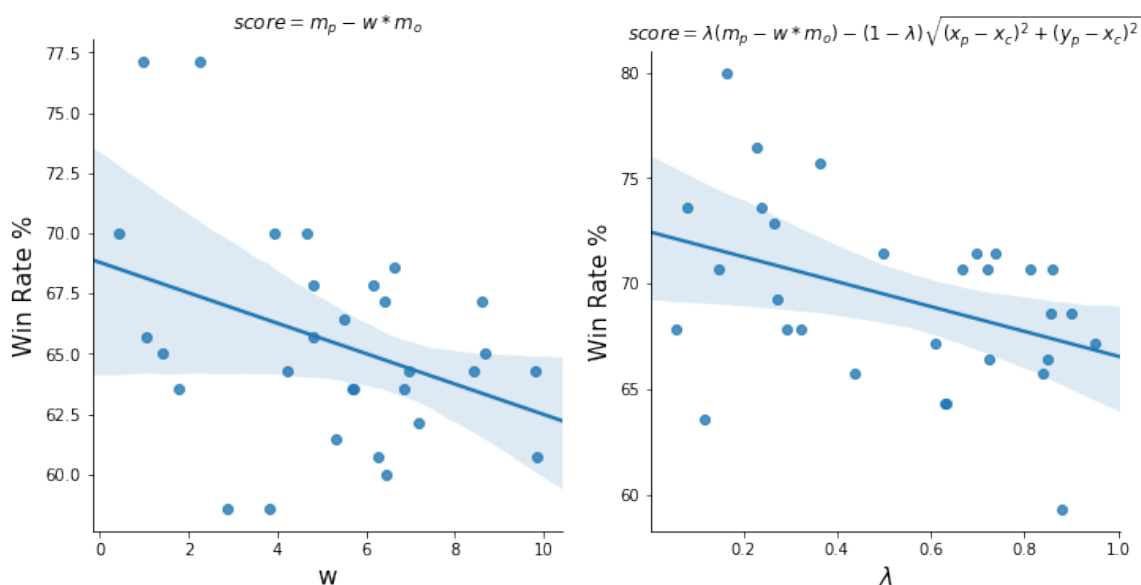 score = m_p − w * m_o
77.5
75.0
72.5
70.0
67.5
65.0
62.5
60.0
Win Rate %
0 2 4 6 8 10
w
score = λ(m_p − w * m_o) − (1 − λ)√((x_p − x_c)² + (y_p − x_c)²)
80
75
70
65
60
Win Rate %
0.2 0.4 0.6 0.8 1.0
λ